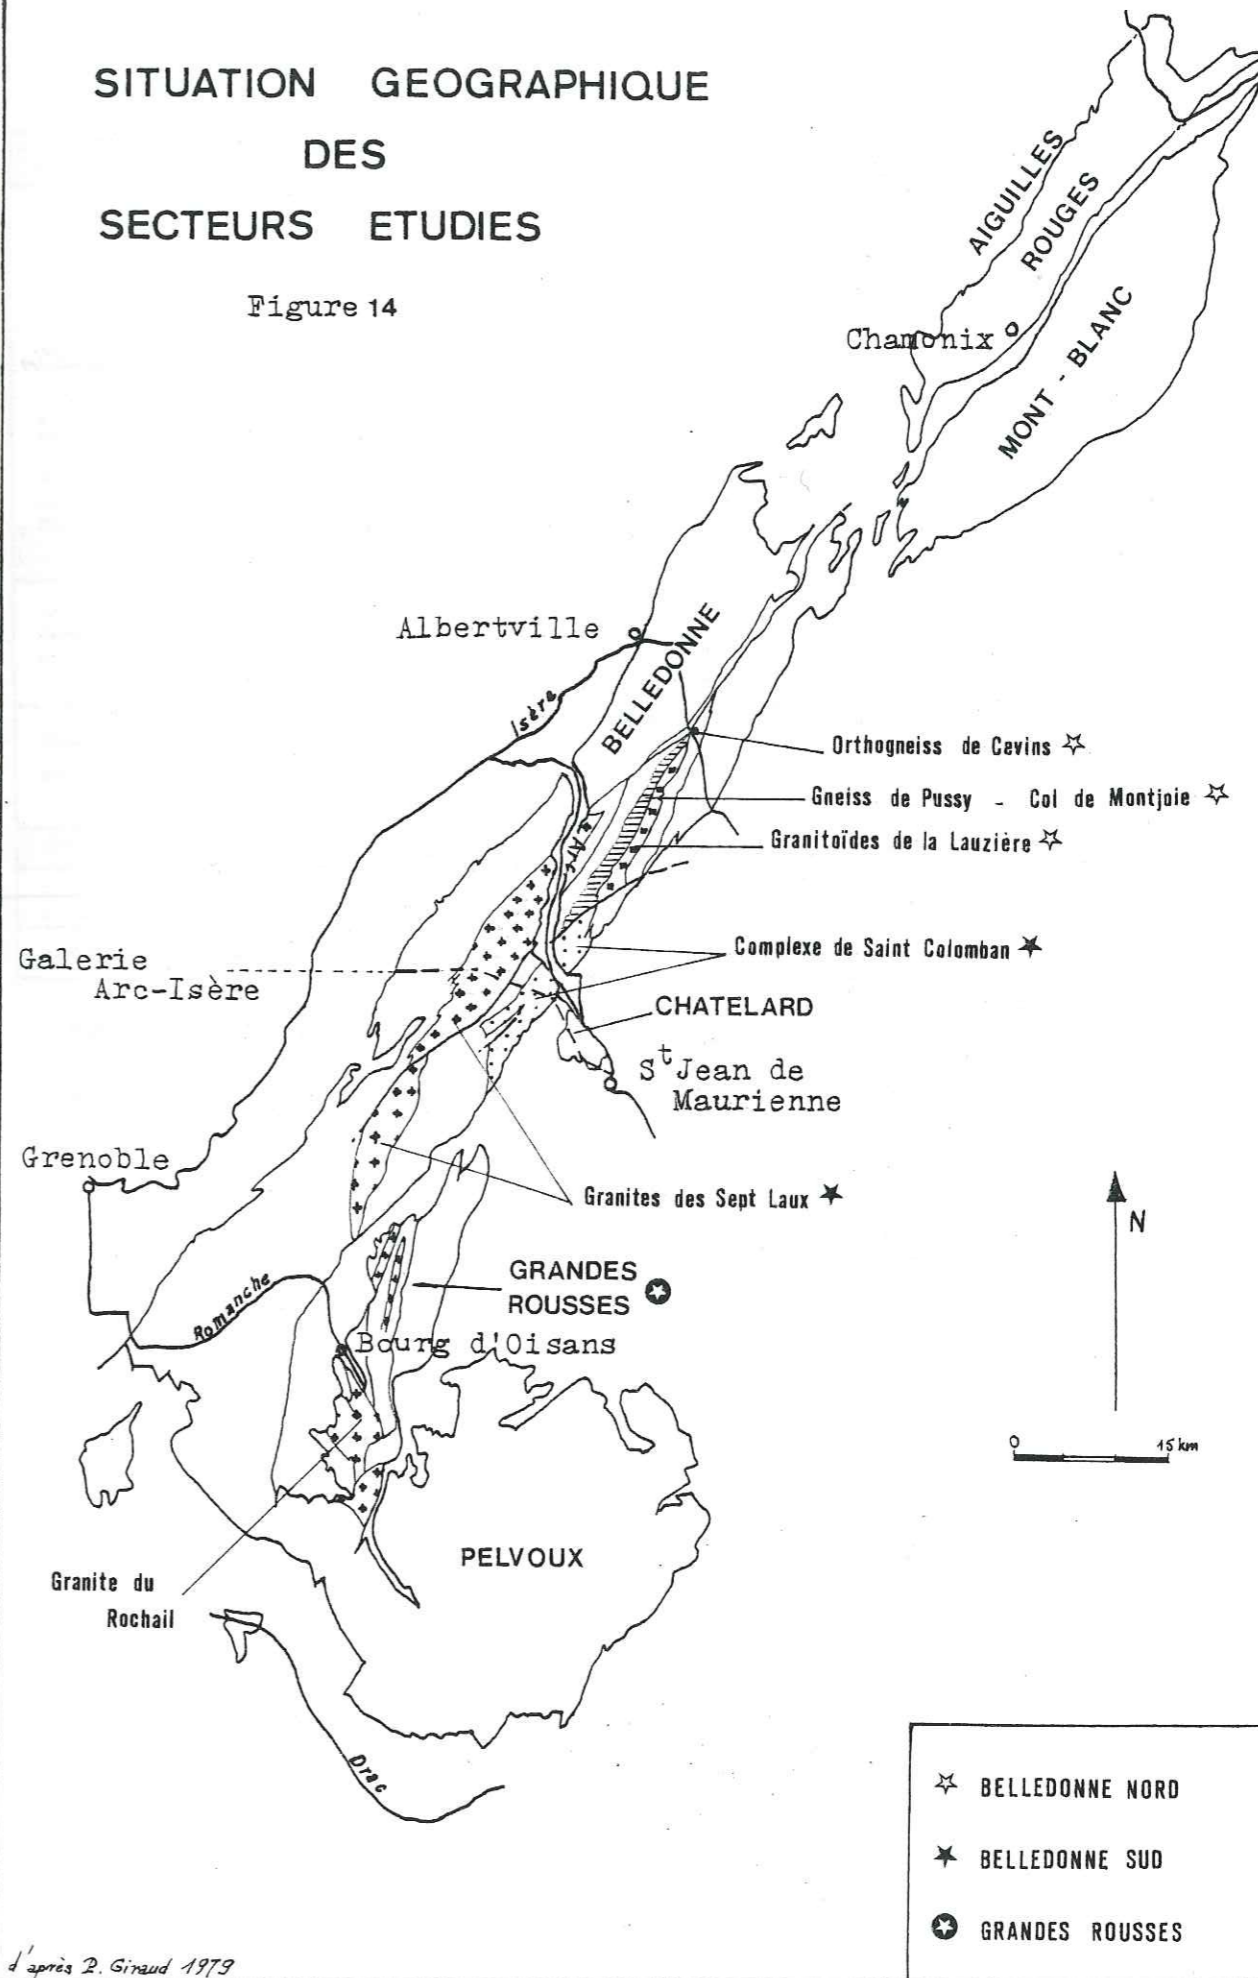 SITUATION GEOGRAPHIQUE
DES
SECTEURS ETUDIES
Figure 14
AIGUILLES
ROUGES
Chamonix
MONT - BLANC
Albertville
BELLEDONNE
Isère
Orthogneiss de Cevins
Gneiss de Pussy - Col de Montjoie
Granitoïdes de la Lauzière
L'Arc
Complexe de Saint Colomban
Galerie
Arc-Isère
CHATELARD
St Jean de
Maurienne
Grenoble
Granites des Sept Laux
N
GRANDES
ROUSSES
Romanche
Bourg d'Oisans
0 15 km
PELVOUX
Granite du
Rochail
Drac
BELLEDONNE NORD
BELLEDONNE SUD
GRANDES ROUSSES
d'après P. Giraud 1979